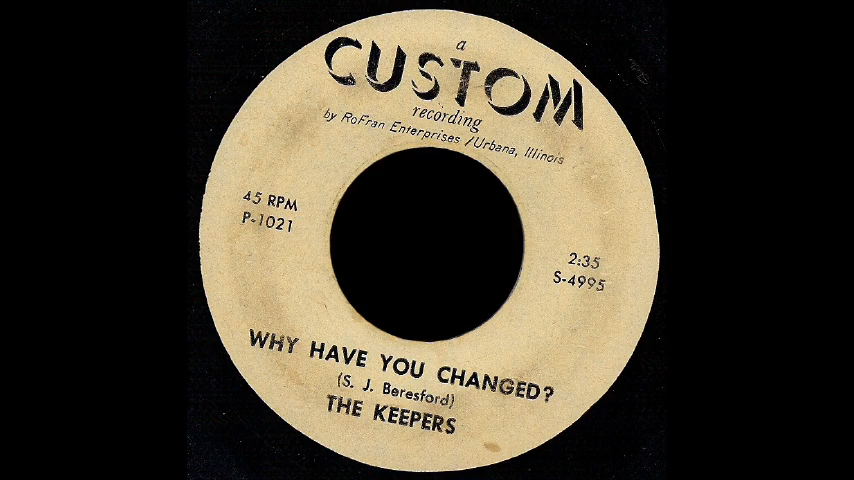 a
CUSTOM
recording
by RoFran Enterprises / Urbana, Illinois
45 RPM
P-1021
2:35
S-4995
WHY HAVE YOU CHANGED?
(S. J. Beresford)
THE KEEPERS